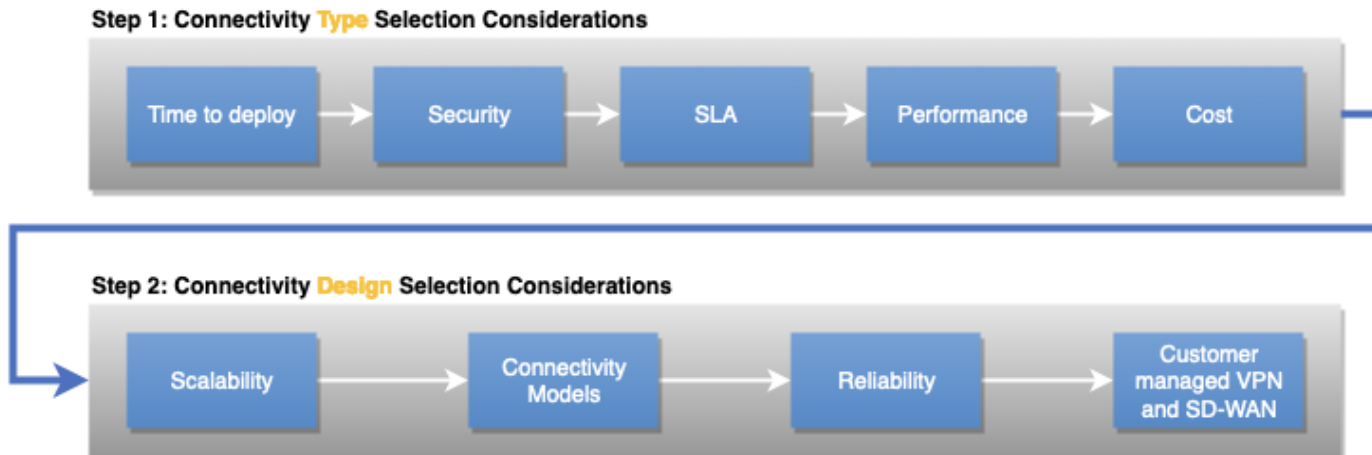 Step 1: Connectivity Type Selection Considerations
Time to deploy
Security
SLA
Performance
Cost
Step 2: Connectivity Design Selection Considerations
Scalability
Connectivity
Models
Reliability
Customer
managed VPN
and SD-WAN